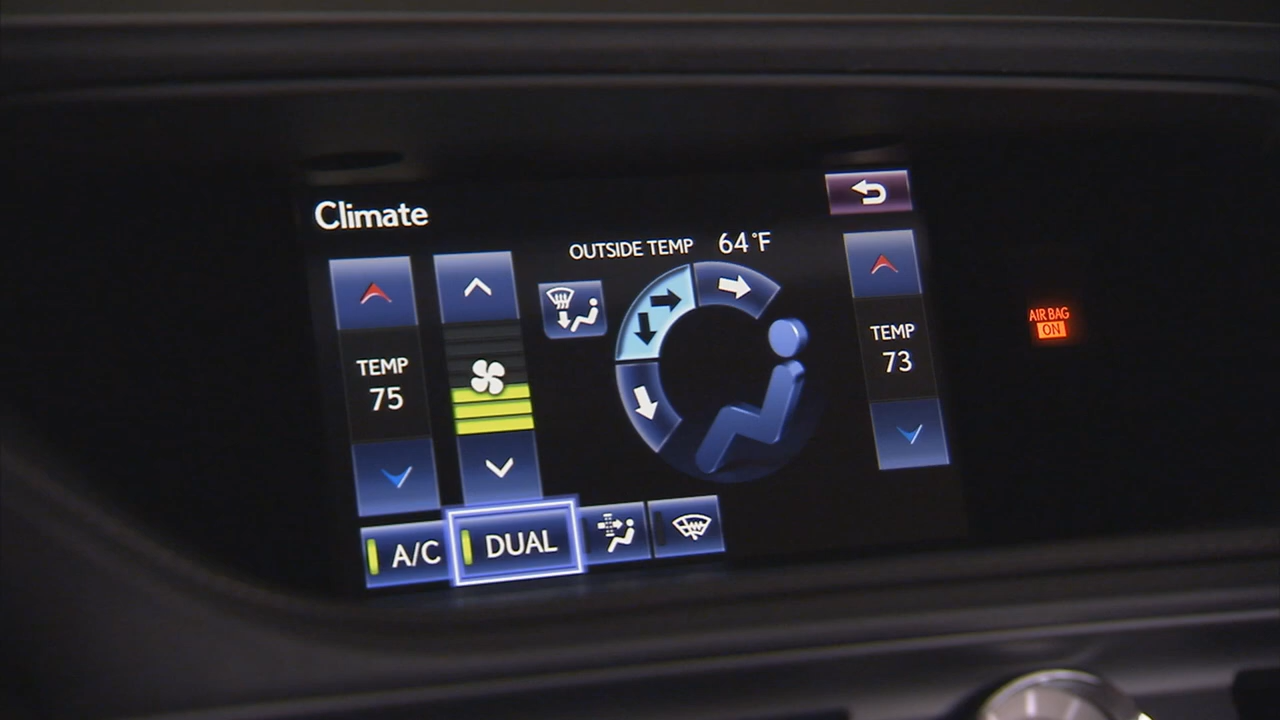 Climate
OUTSIDE TEMP 64°F
TEMP
75
TEMP
73
AIR BAG
ON
A/C
DUAL